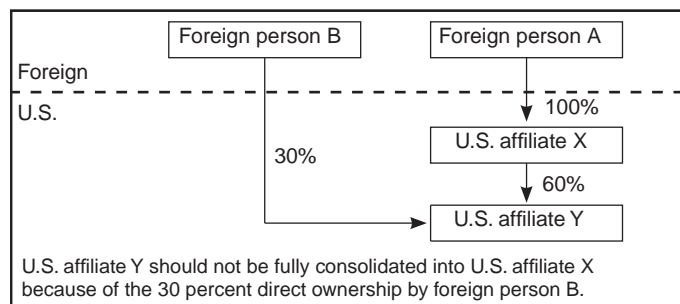 Foreign person B
Foreign person A
Foreign
U.S.
100%
U.S. affiliate X
30%
60%
U.S. affiliate Y
U.S. affiliate Y should not be fully consolidated into U.S. affiliate X
because of the 30 percent direct ownership by foreign person B.